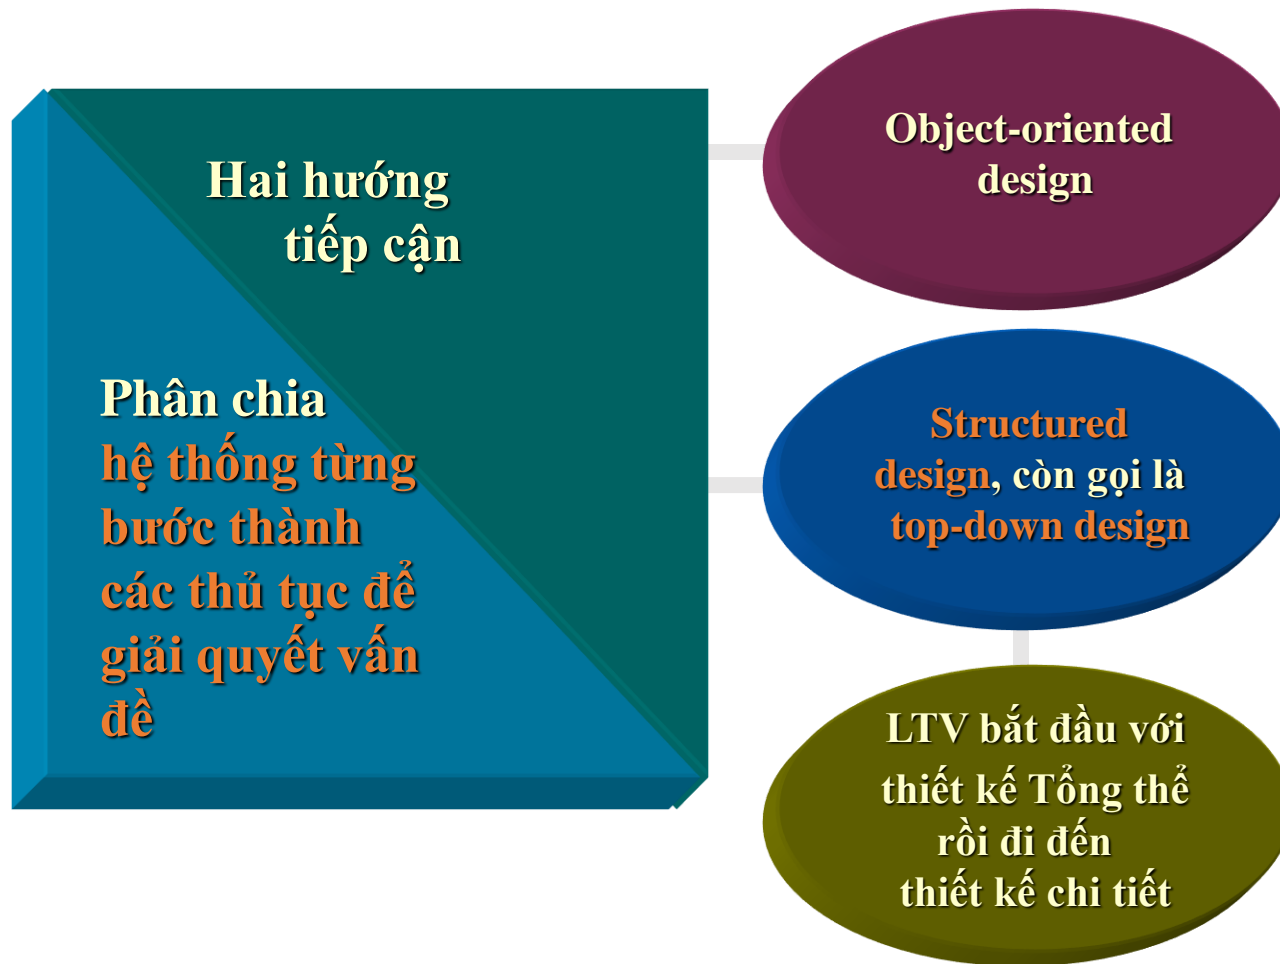 Hai hướng
tiếp cận
Phân chia
hệ thống từng
bước thành
các thủ tục để
giải quyết vấn
đề
Object-oriented
design
Structured
design, còn gọi là
top-down design
LTV bắt đầu với
thiết kế Tổng thể
rồi đi đến
thiết kế chi tiết